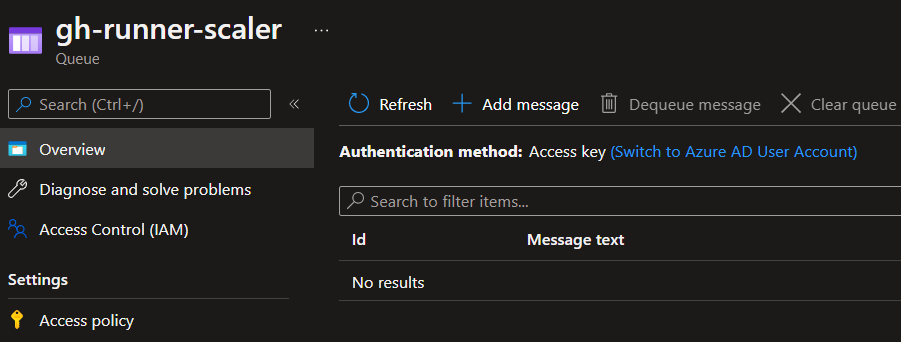 gh-runner-scaler ...
Queue
Search (Ctrl+/) «
Overview
Diagnose and solve problems
Access Control (IAM)
Settings
Access policy
Refresh Add message Dequeue message Clear queue
Authentication method: Access key (Switch to Azure AD User Account)
Search to filter items...
Id Message text
No results